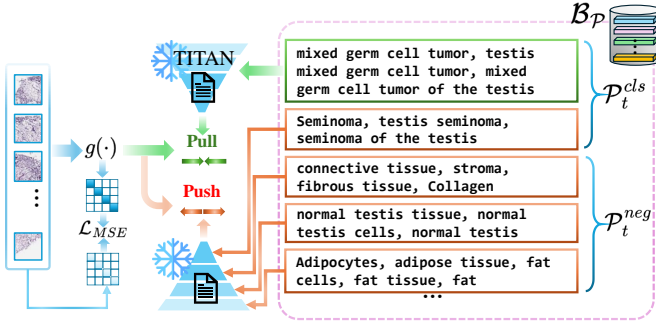 B_P
TITAN
mixed germ cell tumor, testis
mixed germ cell tumor, mixed
germ cell tumor of the testis
P_t^{cls}
Seminoma, testis seminoma,
seminoma of the testis
g(·)
Pull
connective tissue, stroma,
fibrous tissue, Collagen
Push
normal testis tissue, normal
testis cells, normal testis
P_t^{neg}
L_{MSE}
Adipocytes, adipose tissue, fat
cells, fat tissue, fat
...